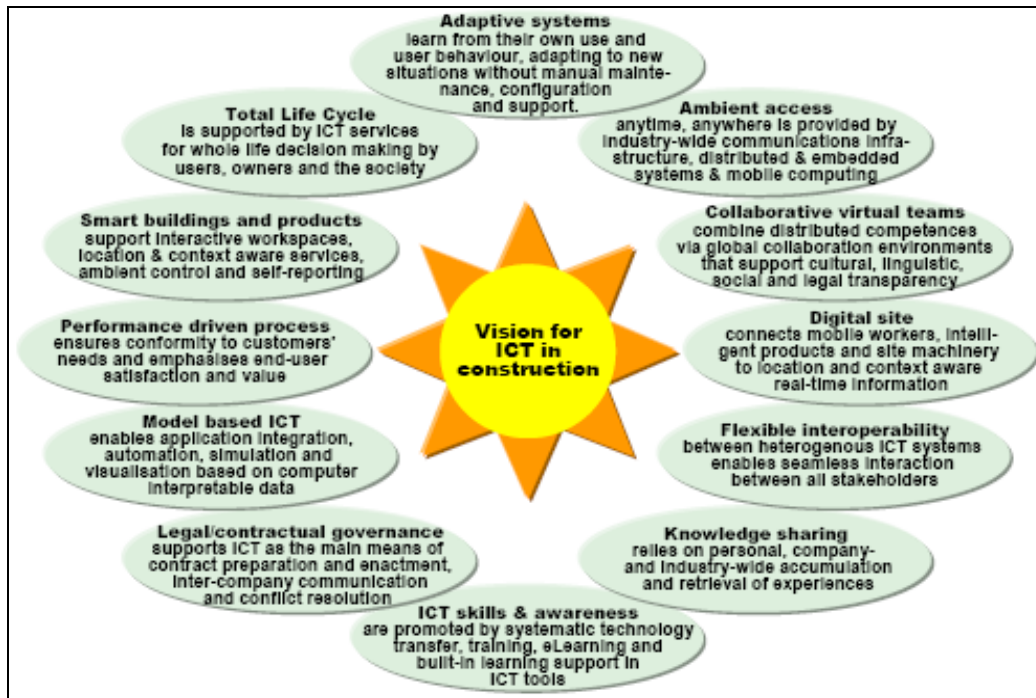 Adaptive systems
learn from their own use and
user behaviour, adapting to new
situations without manual mainte-
nance, configuration
and support.
Total Life Cycle
is supported by ICT services
for whole life decision making by
users, owners and the society
Ambient access
anytime, anywhere is provided by
industry-wide communications infra-
structure, distributed & embedded
systems & mobile computing
Smart buildings and products
support interactive workspaces,
location & context aware services,
ambient control and self-reporting
Collaborative virtual teams
combine distributed competences
via global collaboration environments
that support cultural, linguistic,
social and legal transparency
Performance driven process
ensures conformity to customers'
needs and emphasises end-user
satisfaction and value
Vision for
ICT in
construction
Digital site
connects mobile workers, intelli-
gent products and site machinery
to location and context aware
real-time information
Model based ICT
enables application integration,
automation, simulation and
visualisation based on computer
interpretable data
Flexible interoperability
between heterogenous ICT systems
enables seamless interaction
between all stakeholders
Legal/contractual governance
supports ICT as the main means of
contract preparation and enactment,
inter-company communication
and conflict resolution
Knowledge sharing
relies on personal, company-
and industry-wide accumulation
and retrieval of experiences
ICT skills & awareness
are promoted by systematic technology
transfer, training, eLearning and
built-in learning support in
ICT tools